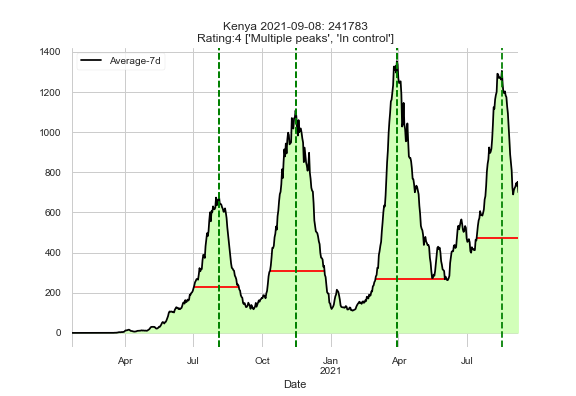 Kenya 2021-09-08: 241783
Rating:4 ['Multiple peaks', 'In control']
1400
1200
1000
800
600
400
200
0
Average-7d
Apr
Jul
Oct
Jan
2021
Apr
Jul
Date